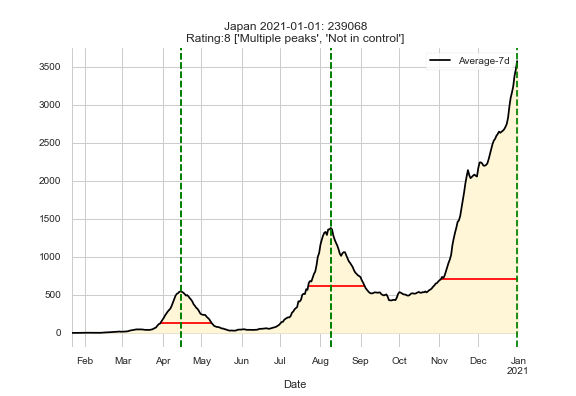 Japan 2021-01-01: 239068
Rating:8 ['Multiple peaks', 'Not in control']
Average-7d
3500
3000
2500
2000
1500
1000
500
0
Feb Mar Apr May Jun Jul Aug Sep Oct Nov Dec Jan
2021
Date